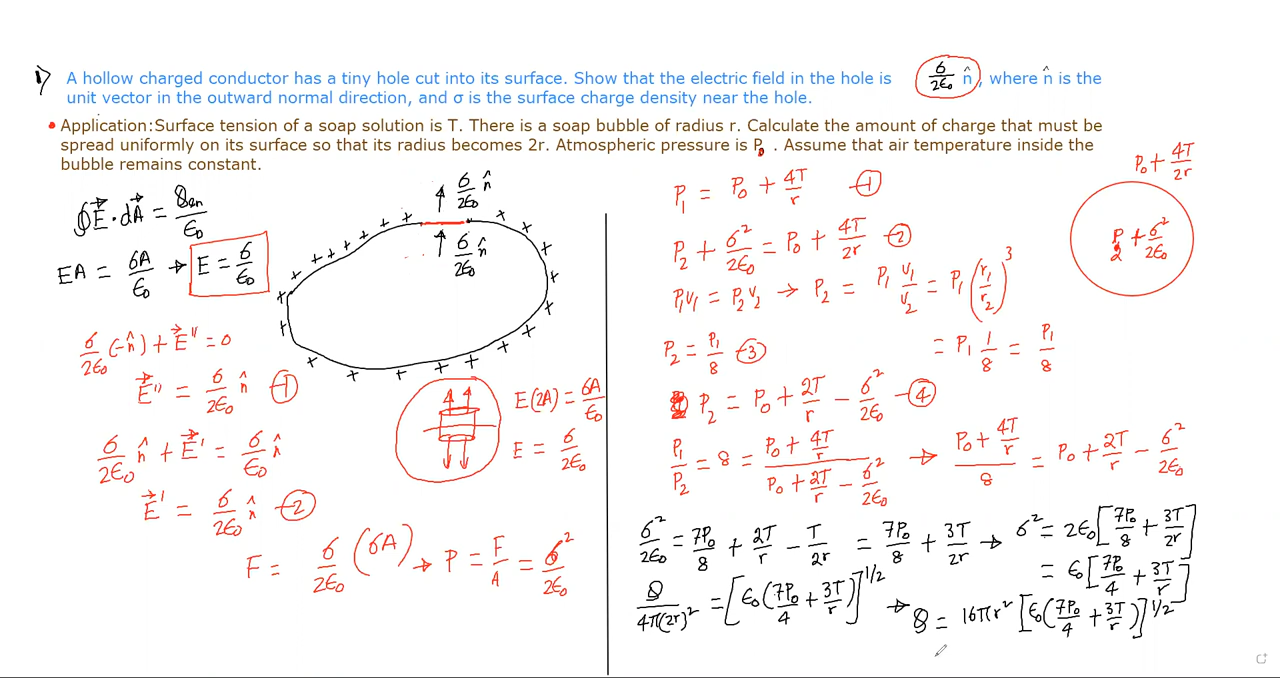 1) A hollow charged conductor has a tiny hole cut into its surface. Show that the electric field in the hole is σ/2ε₀ n̂, where n̂ is the
unit vector in the outward normal direction, and σ is the surface charge density near the hole.
• Application:Surface tension of a soap solution is T. There is a soap bubble of radius r. Calculate the amount of charge that must be
spread uniformly on its surface so that its radius becomes 2r. Atmospheric pressure is P₀ . Assume that air temperature inside the
bubble remains constant.
∮E⃗·dA⃗ = qen/ε₀
EA = σA/ε₀ → E = σ/ε₀
σ/2ε₀ (-n̂) + E⃗'' = 0
E⃗'' = σ/2ε₀ n̂ —①
σ/2ε₀ n̂ + E⃗' = σ/ε₀ n̂
E⃗' = σ/2ε₀ n̂ —②
F = σ/2ε₀ (σA) → P = F/A = σ²/2ε₀
↑ σ/2ε₀ n̂
↑ σ/2ε₀ n̂
+ + + + + + + + + + + + + + + + + + + + + + +
E(2A) = σA/ε₀
E = σ/2ε₀
P₁ = P₀ + 4T/r —①
P₂ + σ²/2ε₀ = P₀ + 4T/2r —②
P₁V₁ = P₂V₂ → P₂ = P₁ V₁/V₂ = P₁ (r₁/r₂)³
P₂ = P₁/8 —③
= P₁ 1/8 = P₁/8
P₂ = P₀ + 2T/r - σ²/2ε₀ —④
P₁/P₂ = 8 = (P₀ + 4T/r)/(P₀ + 2T/r - σ²/2ε₀) → (P₀ + 4T/r)/8 = P₀ + 2T/r - σ²/2ε₀
σ²/2ε₀ = 7P₀/8 + 2T/r - T/2r = 7P₀/8 + 3T/2r → σ² = 2ε₀[7P₀/8 + 3T/2r]
= ε₀[7P₀/4 + 3T/r]
q/4π(2r)² = [ε₀(7P₀/4 + 3T/r)]^1/2 → q = 16πr² [ε₀(7P₀/4 + 3T/r)]^1/2
P₀ + 4T/2r
P₂ + σ²/2ε₀